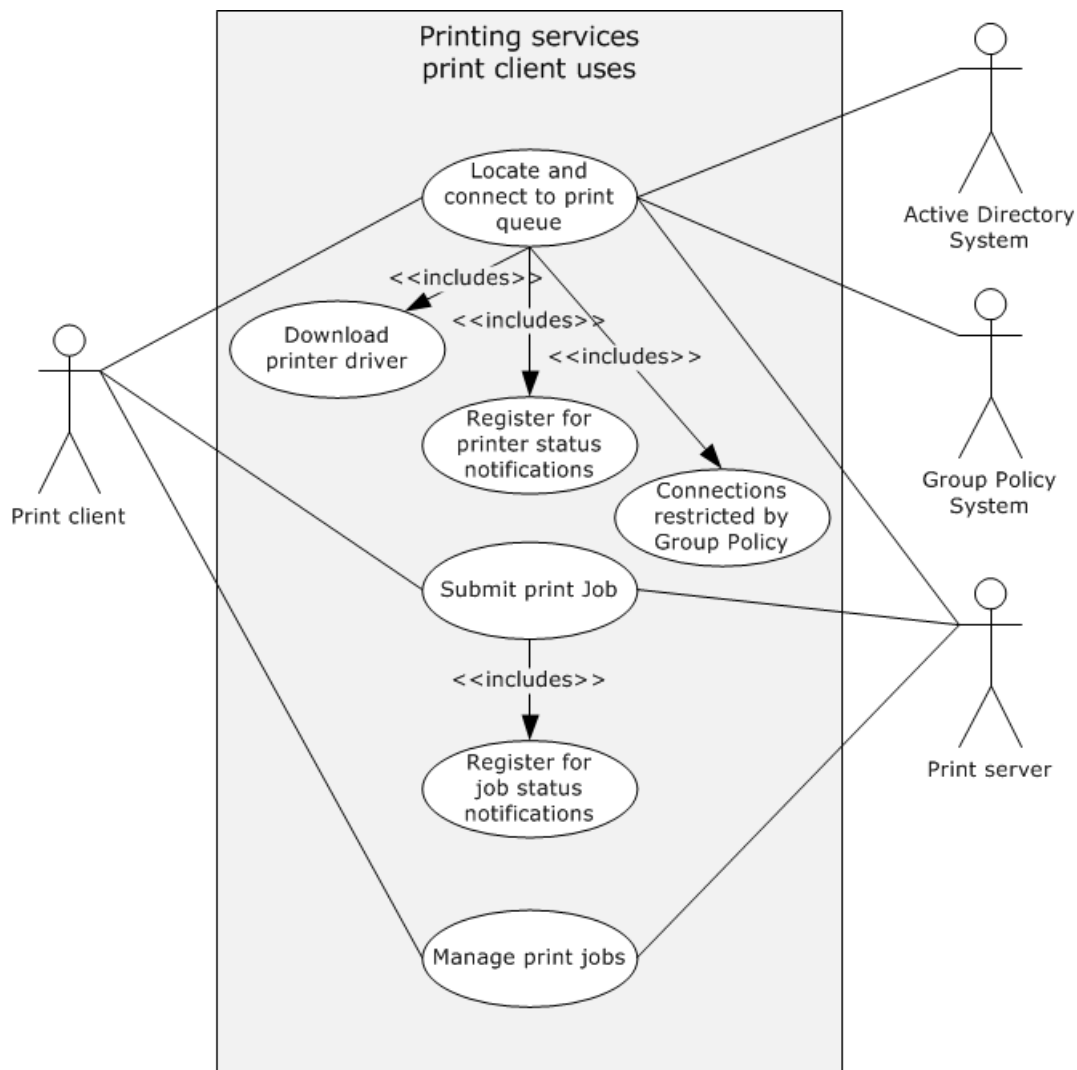 Printing services
print client uses
Active Directory
System
Locate and
connect to print
queue
<<includes>>
<<includes>>
<<includes>>
Download
printer driver
Register for
printer status
notifications
Connections
restricted by
Group Policy
Group Policy
System
Print client
Submit print Job
<<includes>>
Register for
job status
notifications
Print server
Manage print jobs